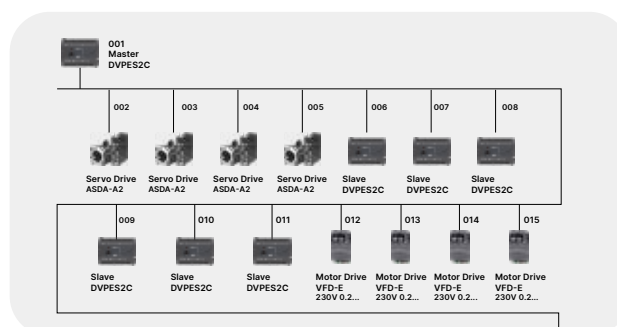 001
Master
DVPES2C
002
003
004
005
006
007
008
Servo Drive
ASDA-A2
Servo Drive
ASDA-A2
Servo Drive
ASDA-A2
Servo Drive
ASDA-A2
Slave
DVPES2C
Slave
DVPES2C
Slave
DVPES2C
009
010
011
012
013
014
015
Slave
DVPES2C
Slave
DVPES2C
Slave
DVPES2C
Motor Drive
VFD-E
230V 0.2...
Motor Drive
VFD-E
230V 0.2...
Motor Drive
VFD-E
230V 0.2...
Motor Drive
VFD-E
230V 0.2...